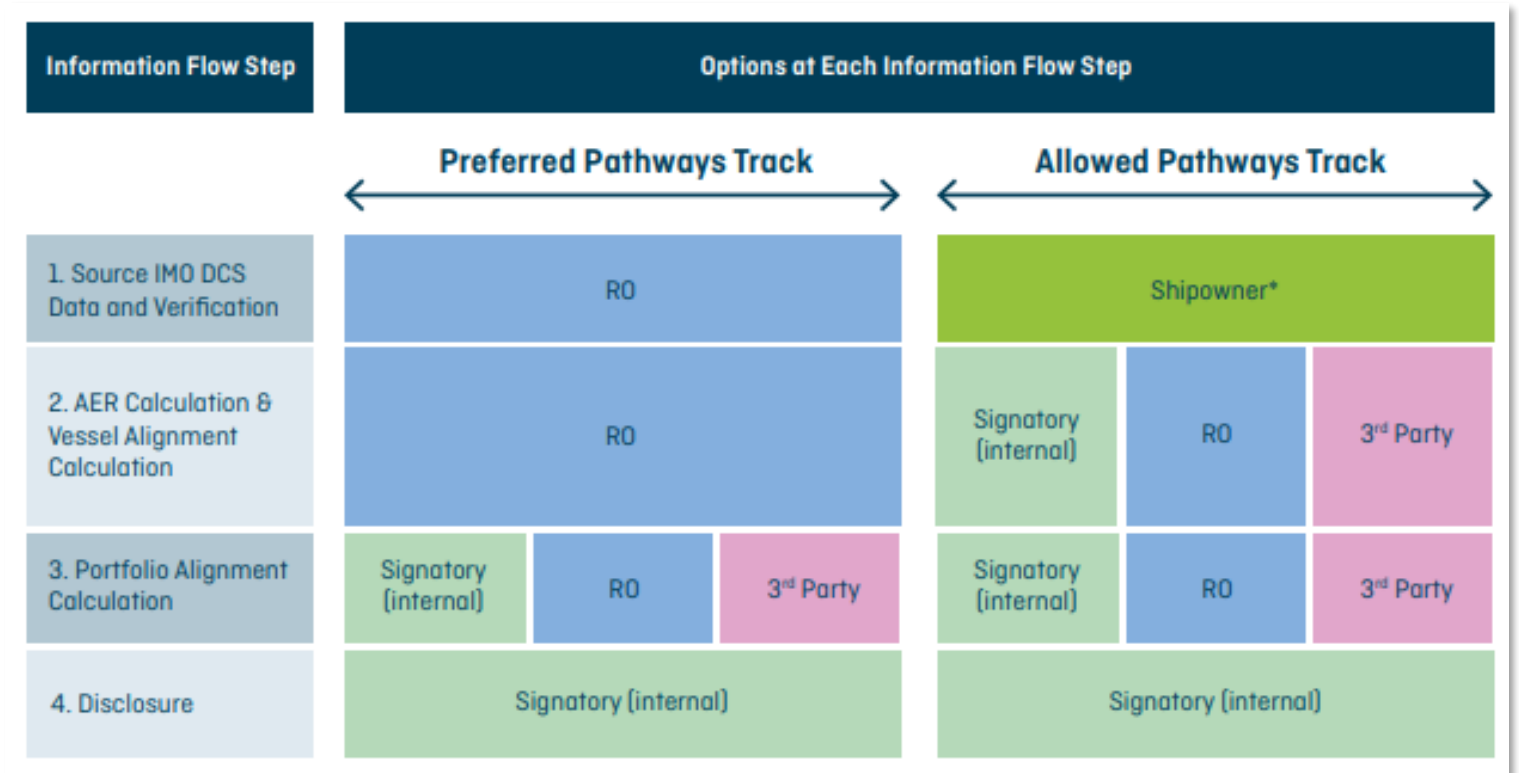 Information Flow Step
Options at Each Information Flow Step
Preferred Pathways Track
Allowed Pathways Track
1. Source IMO DCS
Data and Verification
RO
Shipowner*
2. AER Calculation &
Vessel Alignment
Calculation
RO
Signatory
(internal)
RO
3rd Party
3. Portfolio Alignment
Calculation
Signatory
(internal)
RO
3rd Party
Signatory
(internal)
RO
3rd Party
4. Disclosure
Signatory (internal)
Signatory (internal)